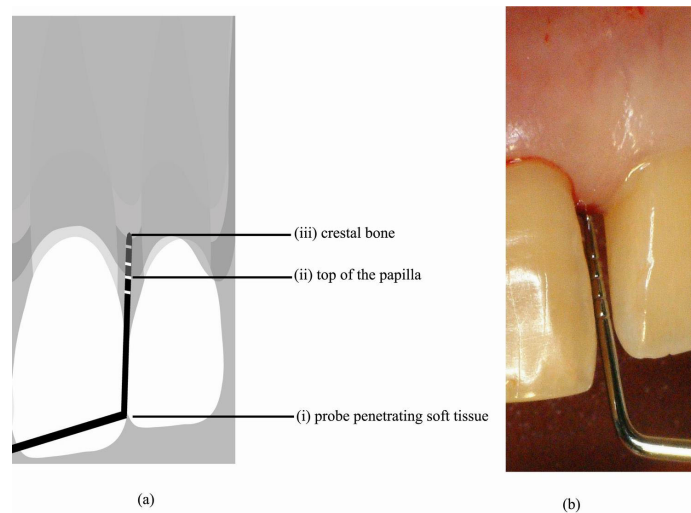 (iii) crestal bone
(ii) top of the papilla
(i) probe penetrating soft tissue
(a)
(b)